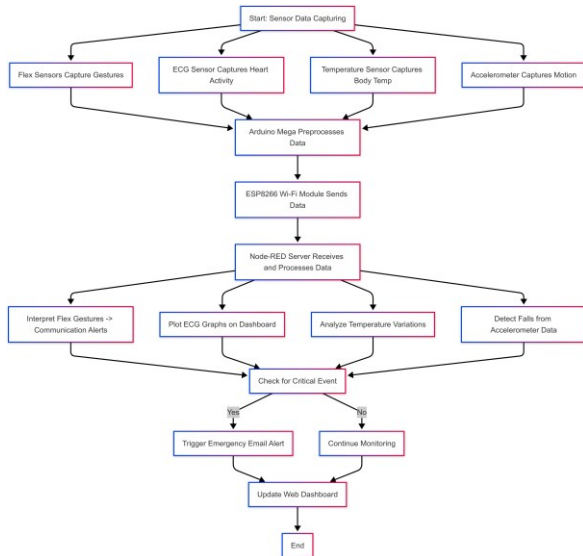 Start: Sensor Data Capturing
Flex Sensors Capture Gestures
ECG Sensor Captures Heart
Activity
Temperature Sensor Captures
Body Temp
Accelerometer Captures Motion
Arduino Mega Preprocesses
Data
ESP8266 Wi-Fi Module Sends
Data
Node-RED Server Receives
and Processes Data
Interpret Flex Gestures ->
Communication Alerts
Plot ECG Graphs on Dashboard
Analyze Temperature Variations
Detect Falls from
Accelerometer Data
Check for Critical Event
Yes
No
Trigger Emergency Email Alert
Continue Monitoring
Update Web Dashboard
End